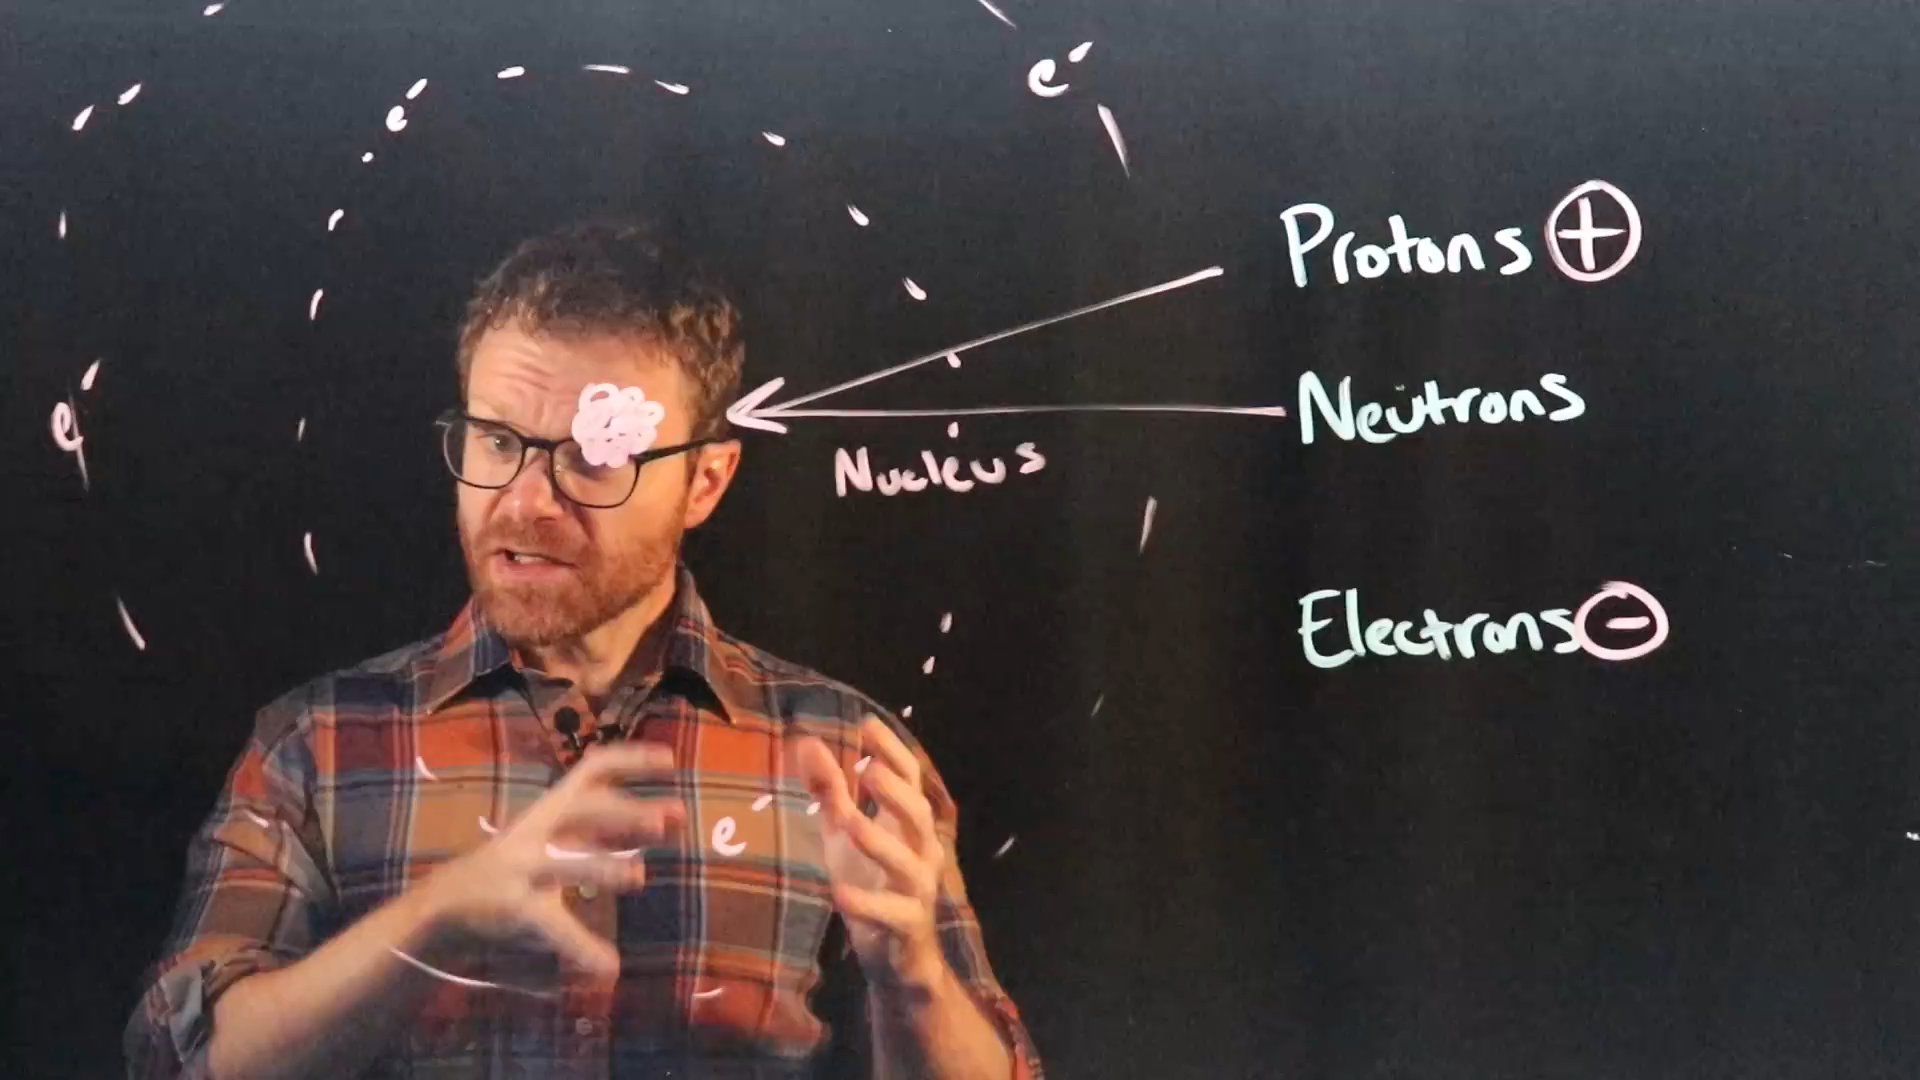 e⁻
e⁻
Protons +
e⁻
Neutrons
Nucleus
Electrons -
e⁻